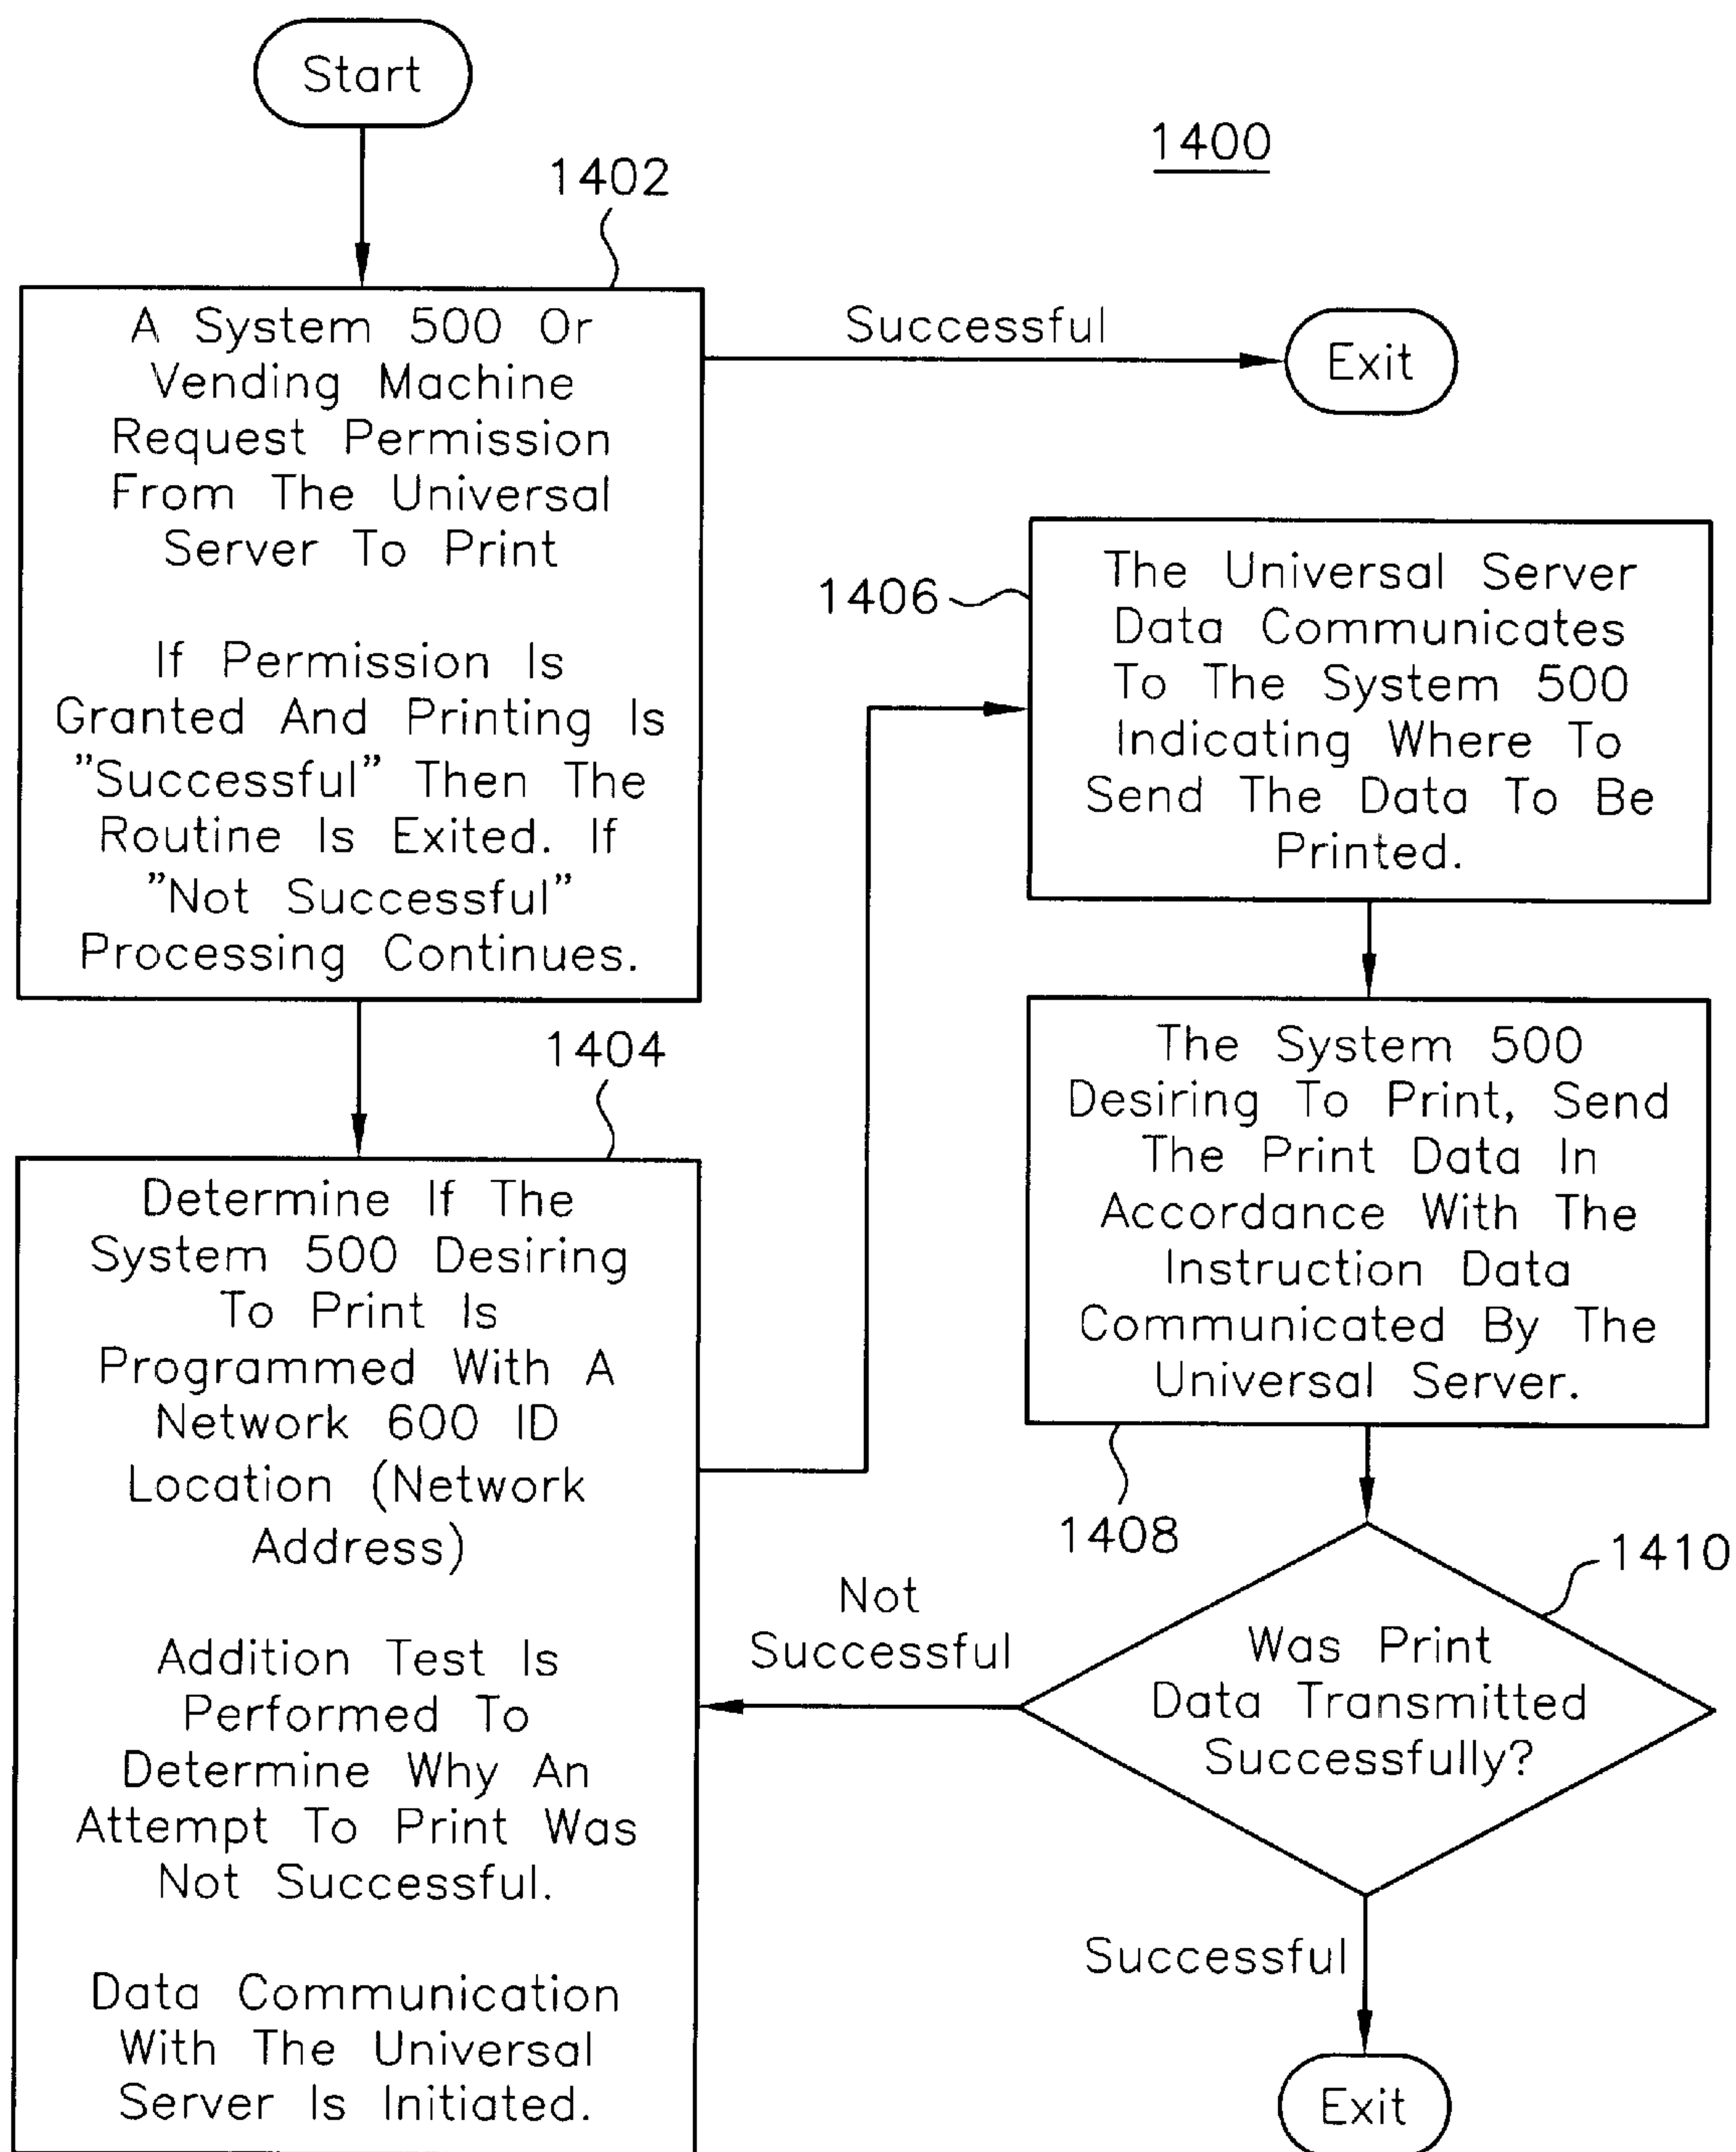 Start
1400
1402
A System 500 Or
Vending Machine
Request Permission
From The Universal
Server To Print
If Permission Is
Granted And Printing Is
"Successful" Then The
Routine Is Exited. If
"Not Successful"
Processing Continues.
Successful
Exit
1404
Determine If The
System 500 Desiring
To Print Is
Programmed With A
Network 600 ID
Location (Network
Address)
Addition Test Is
Performed To
Determine Why An
Attempt To Print Was
Not Successful.
Data Communication
With The Universal
Server Is Initiated.
1406
The Universal Server
Data Communicates
To The System 500
Indicating Where To
Send The Data To Be
Printed.
The System 500
Desiring To Print, Send
The Print Data In
Accordance With The
Instruction Data
Communicated By The
Universal Server.
1408
1410
Was Print
Data Transmitted
Successfully?
Not
Successful
Successful
Exit